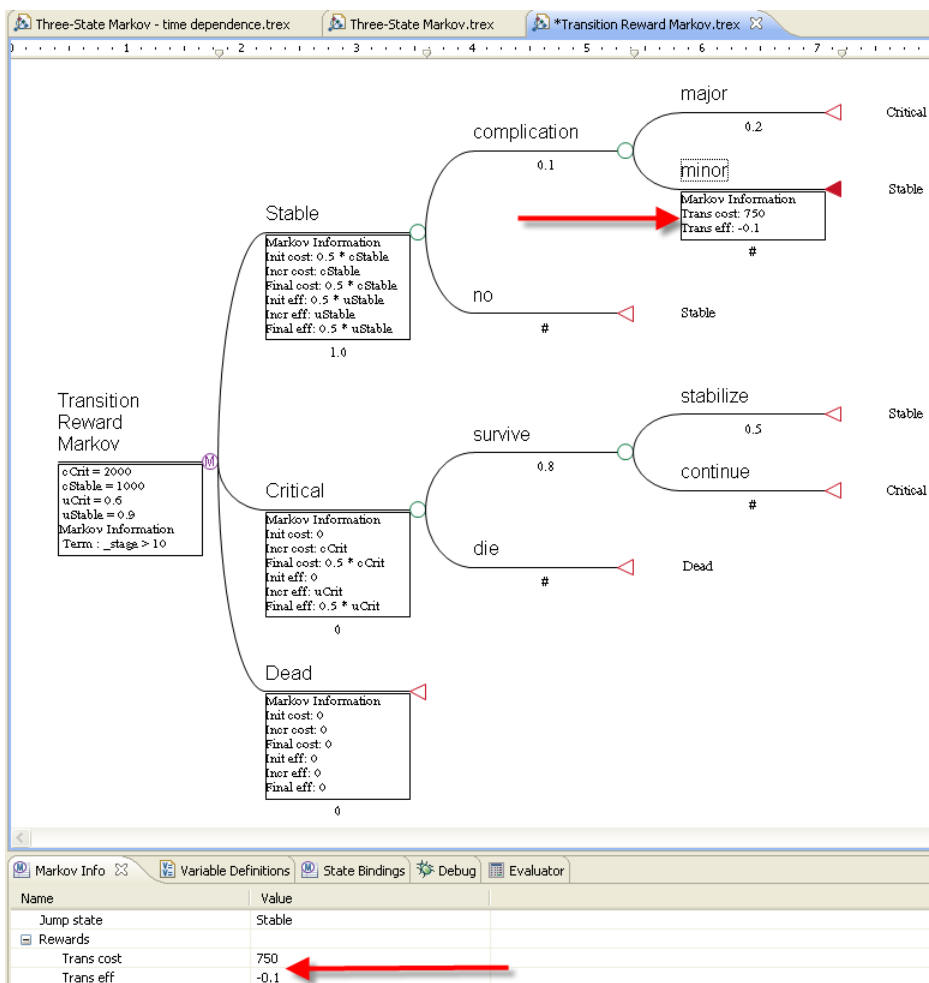 Three-State Markov - time dependence.trex
Three-State Markov.trex
*Transition Reward Markov.trex
1 2 3 4 5 6 7
major
0.2
Critical
complication
0.1
minor
Markov Information
Trans cost: 750
Trans eff: -0.1
#
Stable
Stable
Markov Information
Init cost: 0.5 * cStable
Incr cost: cStable
Final cost: 0.5 * cStable
Init eff: 0.5 * uStable
Incr eff: uStable
Final eff: 0.5 * uStable
1.0
no
#
Stable
Transition
Reward
Markov
M
cCrit = 2000
cStable = 1000
uCrit = 0.6
uStable = 0.9
Markov Information
Term : _stage > 10
stabilize
0.5
Stable
survive
0.8
continue
#
Critical
Critical
Markov Information
Init cost: 0
Incr cost: cCrit
Final cost: 0.5 * cCrit
Init eff: 0
Incr eff: uCrit
Final eff: 0.5 * uCrit
0
die
#
Dead
Dead
Markov Information
Init cost: 0
Incr cost: 0
Final cost: 0
Init eff: 0
Incr eff: 0
Final eff: 0
0
Markov Info
Variable Definitions
State Bindings
Debug
Evaluator
Name Value
Jump state Stable
Rewards
Trans cost 750
Trans eff -0.1